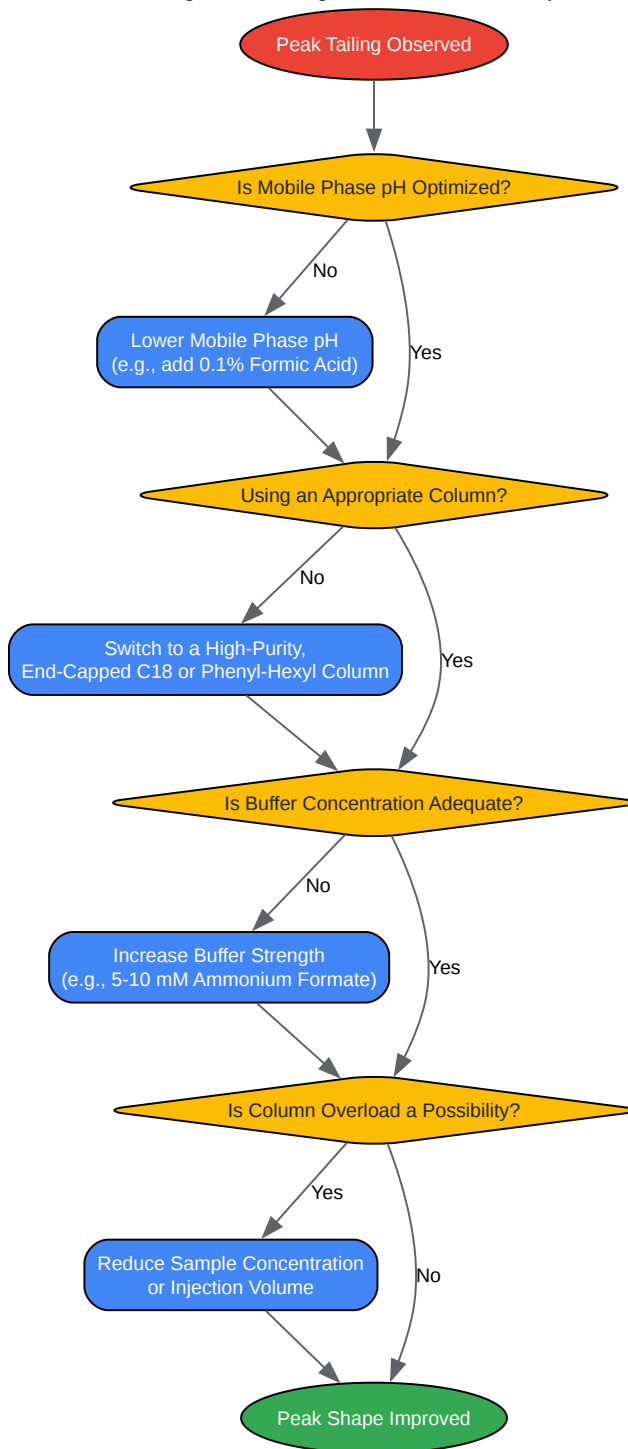 Peak Tailing Observed
Is Mobile Phase pH Optimized?
No
Lower Mobile Phase pH
(e.g., add 0.1% Formic Acid)
Yes
Using an Appropriate Column?
No
Switch to a High-Purity,
End-Capped C18 or Phenyl-Hexyl Column
Yes
Is Buffer Concentration Adequate?
No
Increase Buffer Strength
(e.g., 5-10 mM Ammonium Formate)
Yes
Is Column Overload a Possibility?
Yes
Reduce Sample Concentration
or Injection Volume
No
Peak Shape Improved